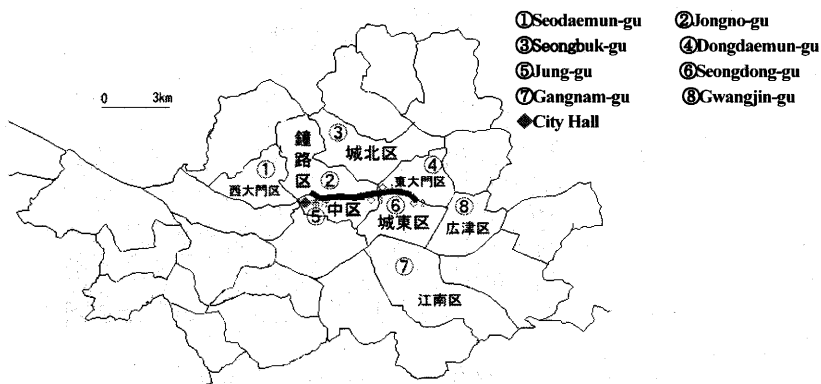 ①Seodaemun-gu ②Jongno-gu
③Seongbuk-gu ④Dongdaemun-gu
⑤Jung-gu ⑥Seongdong-gu
⑦Gangnam-gu ⑧Gwangjin-gu
◆City Hall
0 3km
③
城北区
鐘路区
①
西大門区
②
④
東大門区
⑤
中区
⑥
城東区
⑧
広津区
⑦
江南区